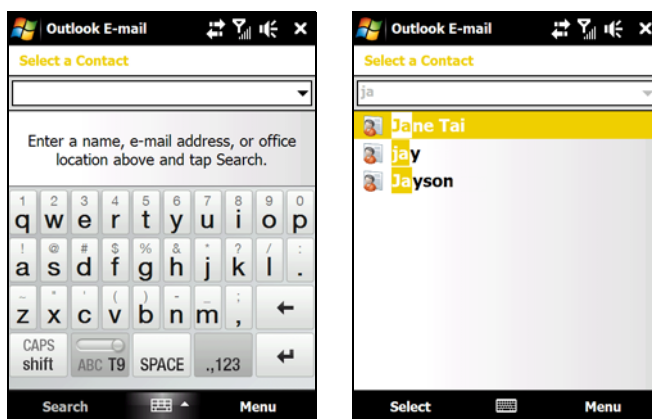 Outlook E-mail
Select a Contact
Enter a name, e-mail address, or office
location above and tap Search.
1 2 3 4 5 6 7 8 9 0
q w e r t y u i o p
! @ # $ % & * ? / :
a s d f g h j k l .
~ " ' ( ) - _ ;
z x c v b n m ,
CAPS
shift ABC T9 SPACE .,123
Search Menu
Outlook E-mail
Select a Contact
ja
Jane Tai
jay
Jayson
Select Menu